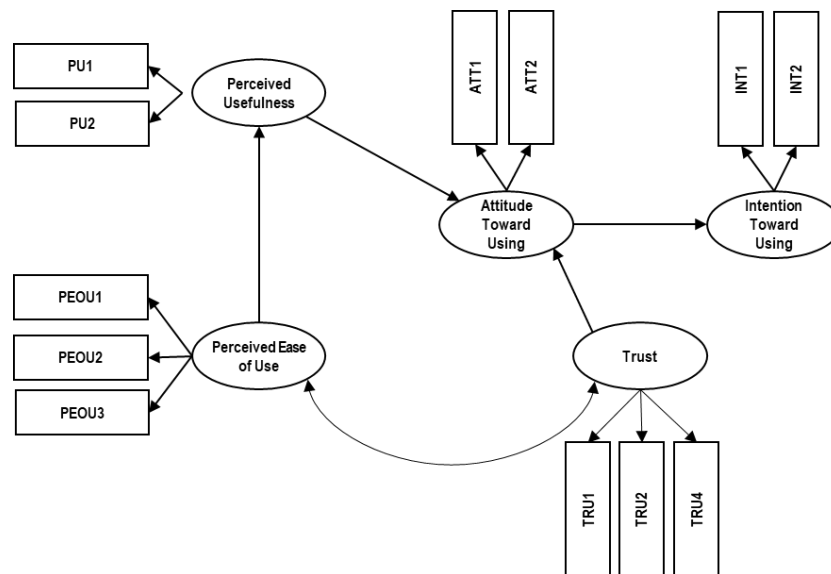 PU1
PU2
Perceived
Usefulness
ATT1
ATT2
INT1
INT2
Attitude
Toward
Using
Intention
Toward
Using
PEOU1
PEOU2
PEOU3
Perceived Ease
of Use
Trust
TRU1
TRU2
TRU4